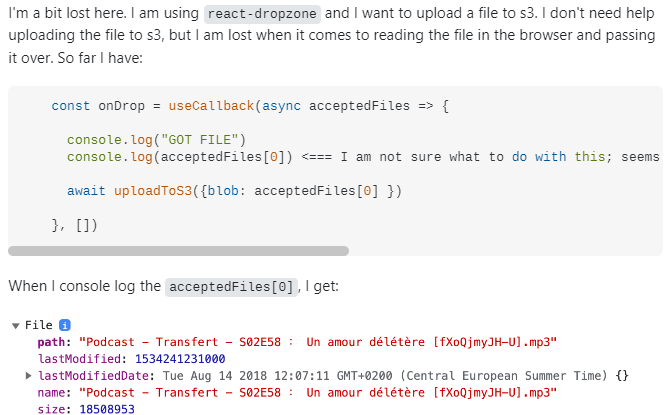 I'm a bit lost here. I am using react-dropzone and I want to upload a file to s3. I don't need help
uploading the file to s3, but I am lost when it comes to reading the file in the browser and passing
it over. So far I have:
const onDrop = useCallback(async acceptedFiles => {
console.log("GOT FILE")
console.log(acceptedFiles[0]) <=== I am not sure what to do with this; seems
await uploadToS3({blob: acceptedFiles[0] })
}, [])
When I console log the acceptedFiles[0], I get:
▼ File i
path: "Podcast – Transfert – S02E58 : Un amour délétère [fXoQjmyJH–U].mp3"
lastModified: 1534241231000
▶ lastModifiedDate: Tue Aug 14 2018 12:07:11 GMT+0200 (Central European Summer Time) {}
name: "Podcast – Transfert – S02E58 : Un amour délétère [fXoQjmyJH–U].mp3"
size: 18508953